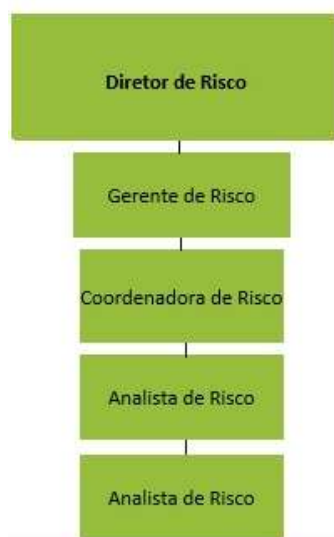 Diretor de Risco
Gerente de Risco
Coordenadora de Risco
Analista de Risco
Analista de Risco